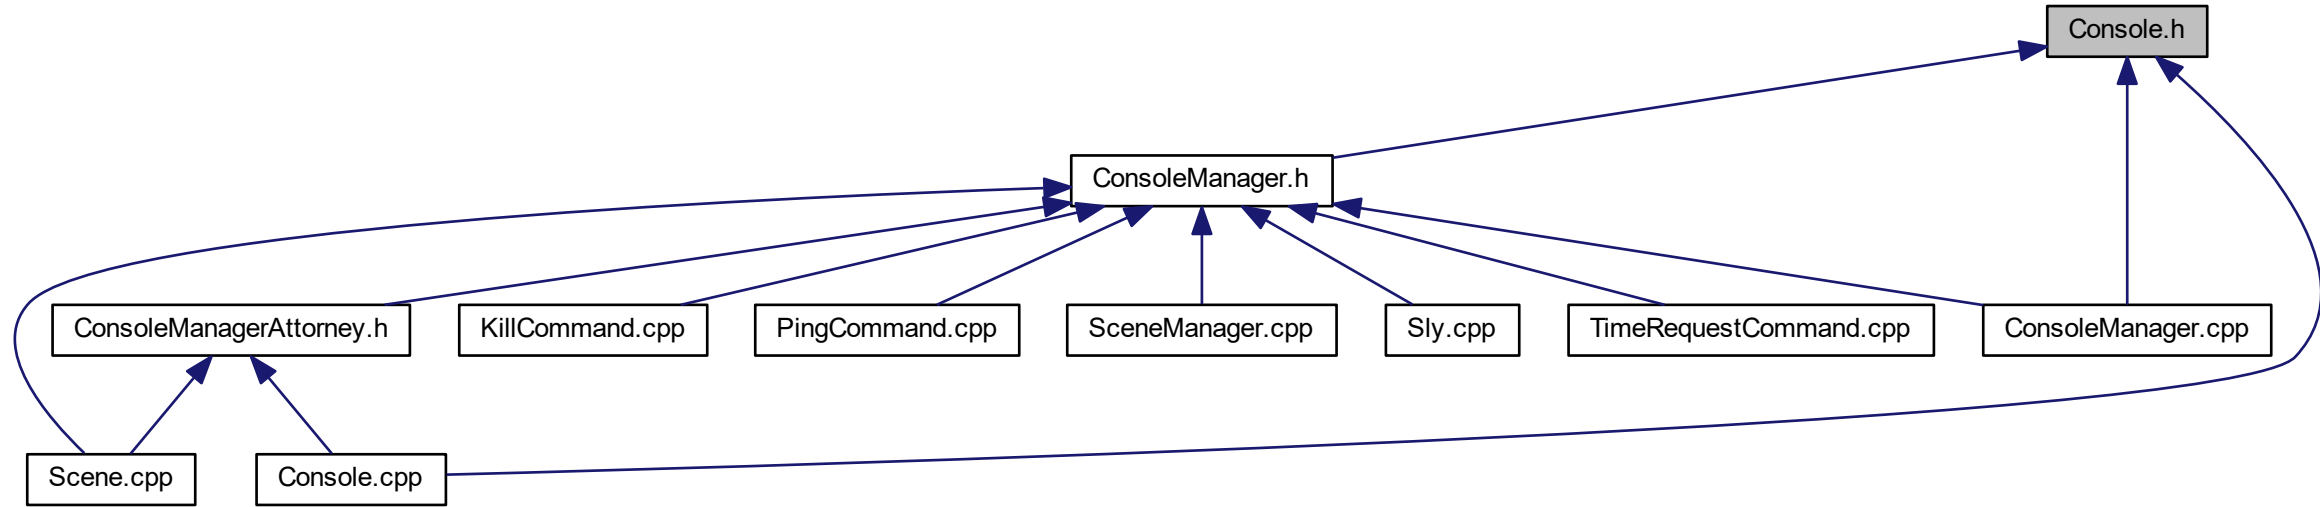 Console.h
ConsoleManager.h
ConsoleManagerAttorney.h
KillCommand.cpp
PingCommand.cpp
SceneManager.cpp
Sly.cpp
TimeRequestCommand.cpp
ConsoleManager.cpp
Scene.cpp
Console.cpp